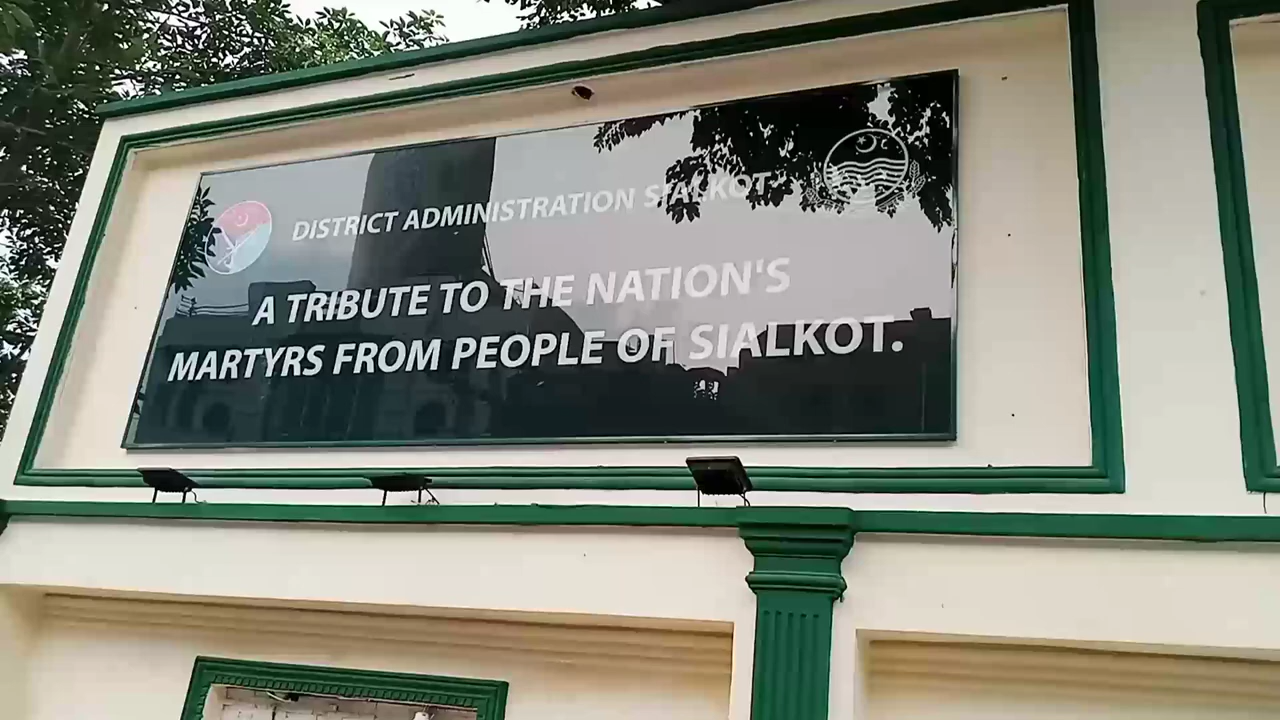 DISTRICT ADMINISTRATION SIALKOT
A TRIBUTE TO THE NATION'S
MARTYRS FROM PEOPLE OF SIALKOT.